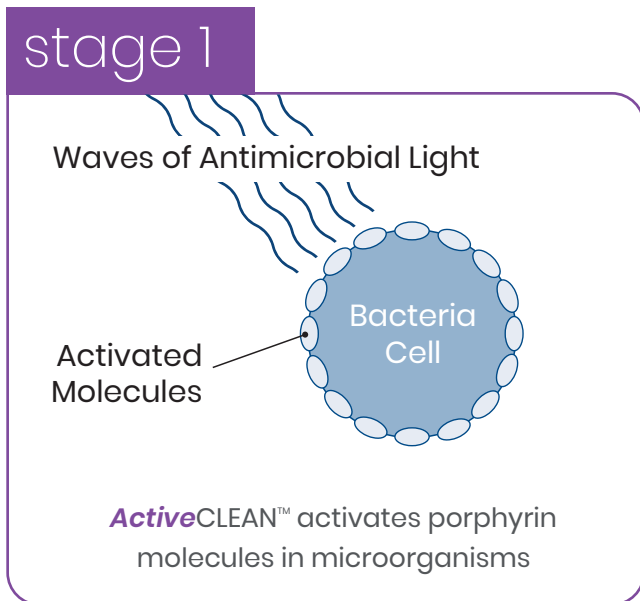 stage 1
Waves of Antimicrobial Light
Bacteria
Cell
Activated
Molecules
ActiveCLEAN™ activates porphyrin
molecules in microorganisms